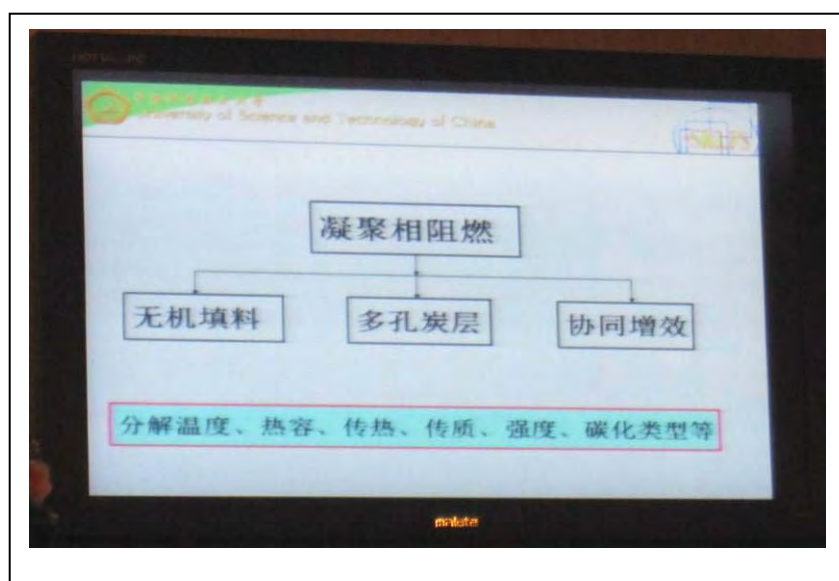 University of Science and Technology of China
凝聚相阻燃
无机填料
多孔炭层
协同增效
分解温度、热容、传热、传质、强度、碳化类型等